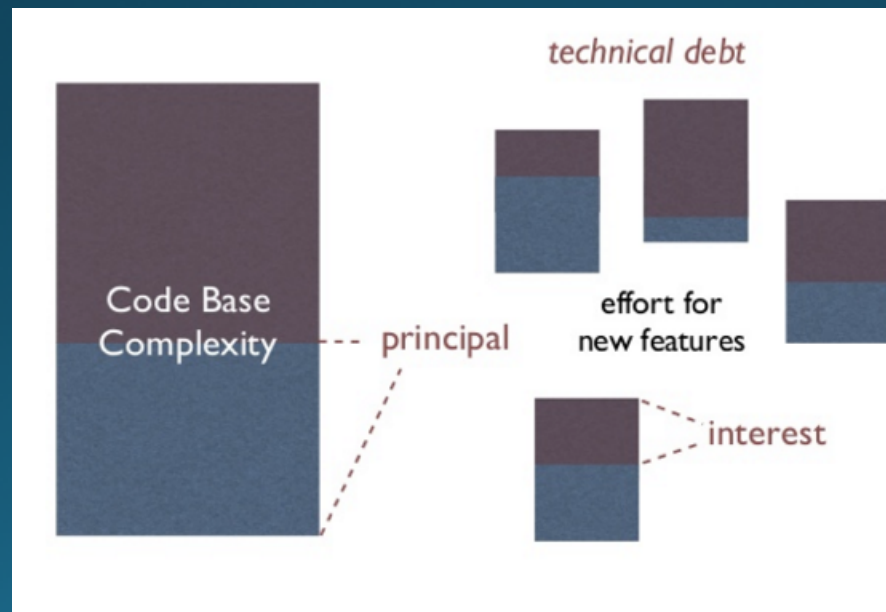 technical debt
Code Base
Complexity
principal
effort for
new features
interest